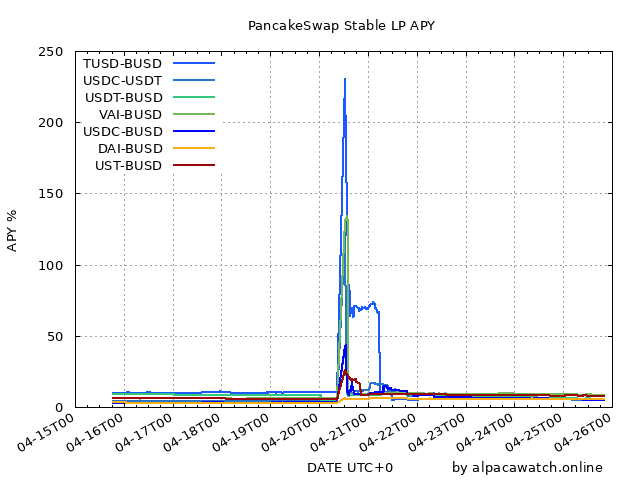 PancakeSwap Stable LP APY
250
200
150
100
50
0
APY %
TUSD-BUSD
USDC-USDT
USDT-BUSD
VAI-BUSD
USDC-BUSD
DAI-BUSD
UST-BUSD
04-15T00
04-16T00
04-17T00
04-18T00
04-19T00
04-20T00
04-21T00
04-22T00
04-23T00
04-24T00
04-25T00
04-26T00
DATE UTC+0
by alpacawatch.online